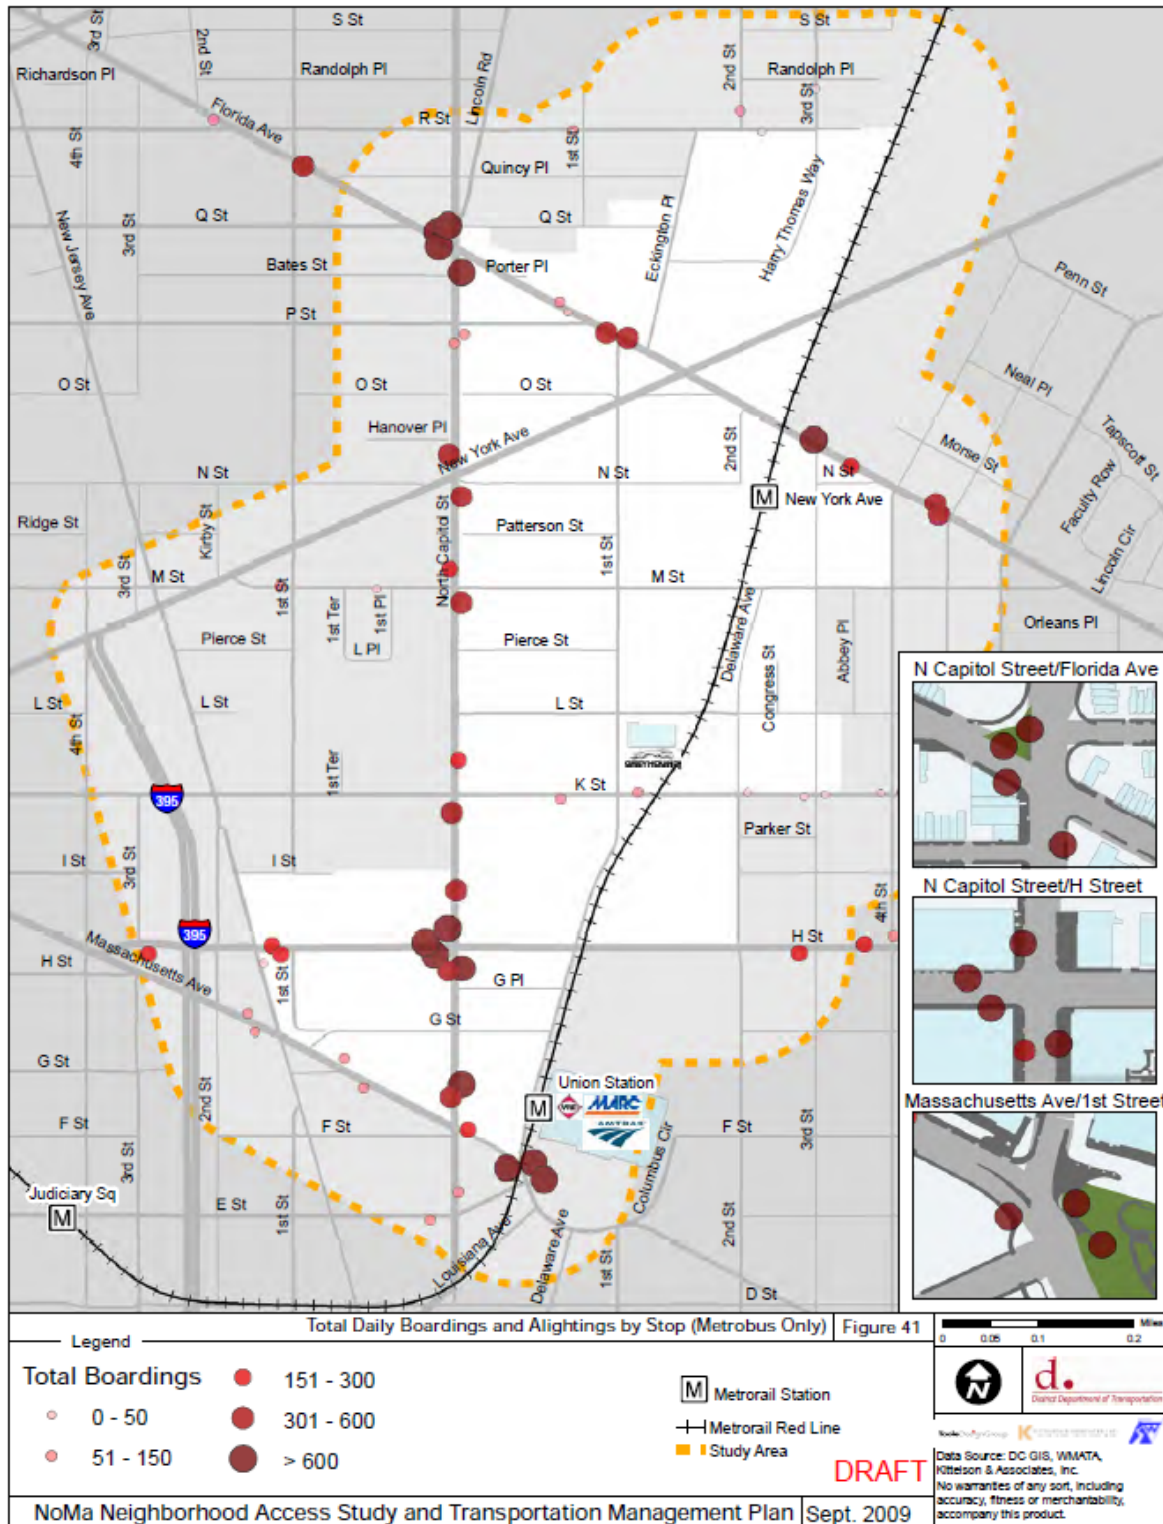 S St
S St
3rd St
2nd St
Lincoln Rd
2nd St
Richardson Pl
Randolph Pl
Randolph Pl
3rd St
Florida Ave
R St
4th St
1st St
Quincy Pl
Harry Thomas Way
New Jersey Ave
3rd St
Q St
Q St
Eckington Pl
Bates St
Porter Pl
Penn St
P St
O St
O St
O St
Neal Pl
Hanover Pl
New York Ave
2nd St
Morse St
Tapscott St
N St
N St
N St
Faculty Row
M
New York Ave
Ridge St
Kirby St
North Capitol St
Patterson St
1st St
Lincoln Cir
3rd St
M St
1st St
1st Ter
1st Pl
M St
Delaware Ave
Orleans Pl
Pierce St
L Pl
Pierce St
Congress St
Abbey Pl
N Capitol Street/Florida Ave
L St
4th St
L St
L St
1st Ter
GREYHOUND
K St
395
Parker St
3rd St
I St
I St
N Capitol Street/H Street
4th St
395
Massachusetts Ave
H St
H St
1st St
G Pl
G St
G St
2nd St
Union Station
M
VRE
MARC
AMTRAK
Massachusetts Ave/1st Street
F St
F St
F St
3rd St
3rd St
Columbus Cir
Judiciary Sq
M
E St
1st St
Louisiana Ave
Delaware Ave
1st St
2nd St
D St
Total Daily Boardings and Alightings by Stop (Metrobus Only)
Figure 41
Miles
0 0.05 0.1 0.2
Legend
Total Boardings
0 - 50
51 - 150
151 - 300
301 - 600
> 600
M Metrorail Station
Metrorail Red Line
Study Area
DRAFT
N
d.
District Department of Transportation
TooleDesignGroup
Data Source: DC GIS, WMATA,
Kittelson & Associates, Inc.
No warranties of any sort, including
accuracy, fitness or merchantability,
accompany this product.
NoMa Neighborhood Access Study and Transportation Management Plan
Sept. 2009